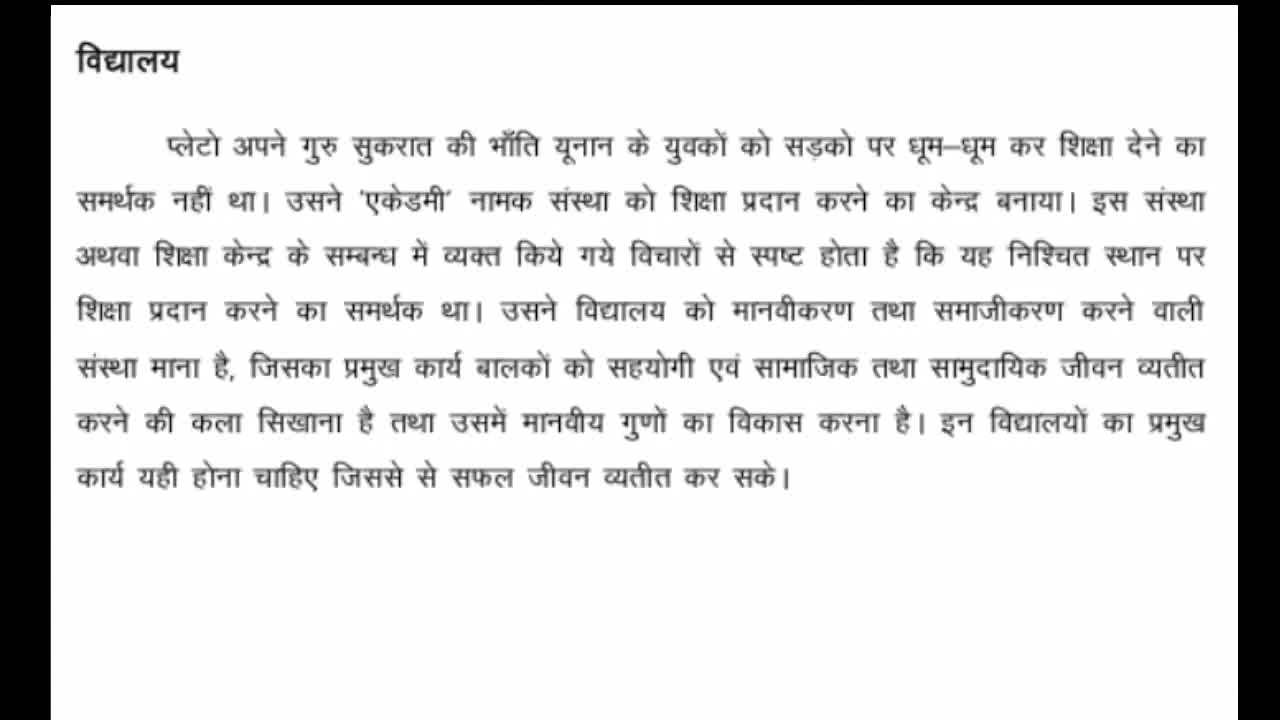 विद्यालय
प्लेटो अपने गुरु सुकरात की भाँति यूनान के युवकों को सड़को पर धूम–धूम कर शिक्षा देने का
समर्थक नहीं था। उसने 'एकेडमी' नामक संस्था को शिक्षा प्रदान करने का केन्द्र बनाया। इस संस्था
अथवा शिक्षा केन्द्र के सम्बन्ध में व्यक्त किये गये विचारों से स्पष्ट होता है कि यह निश्चित स्थान पर
शिक्षा प्रदान करने का समर्थक था। उसने विद्यालय को मानवीकरण तथा समाजीकरण करने वाली
संस्था माना है, जिसका प्रमुख कार्य बालकों को सहयोगी एवं सामाजिक तथा सामुदायिक जीवन व्यतीत
करने की कला सिखाना है तथा उसमें मानवीय गुणों का विकास करना है। इन विद्यालयों का प्रमुख
कार्य यही होना चाहिए जिससे से सफल जीवन व्यतीत कर सके।